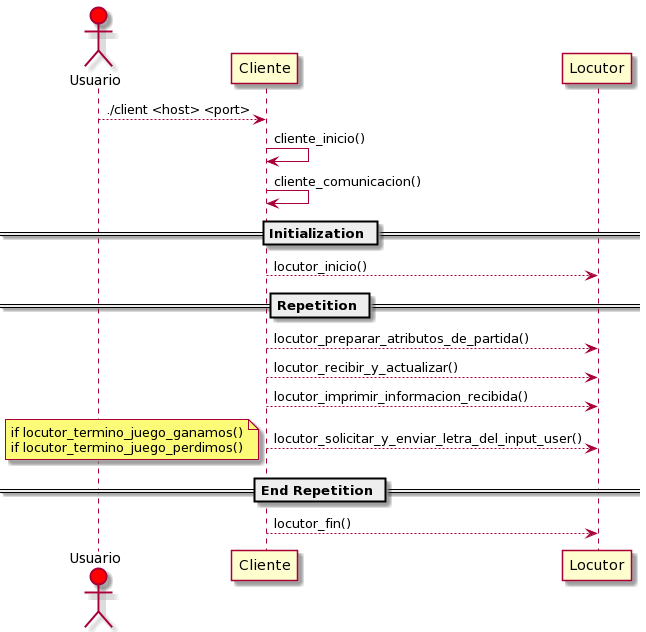 Usuario
Cliente
Locutor
./client <host> <port>
cliente_inicio()
cliente_comunicacion()
Initialization
locutor_inicio()
Repetition
locutor_preparar_atributos_de_partida()
locutor_recibir_y_actualizar()
locutor_imprimir_informacion_recibida()
if locutor_termino_juego_ganamos()
if locutor_termino_juego_perdimos()
locutor_solicitar_y_enviar_letra_del_input_user()
End Repetition
locutor_fin()
Usuario
Cliente
Locutor